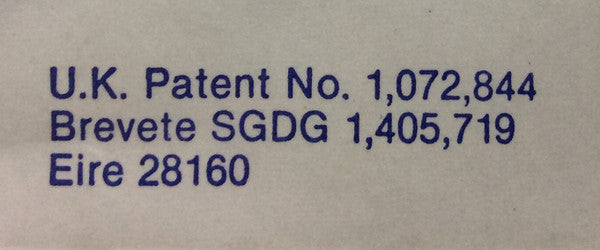 U.K. Patent No. 1,072,844
Brevete SGDG 1,405,719
Eire 28160